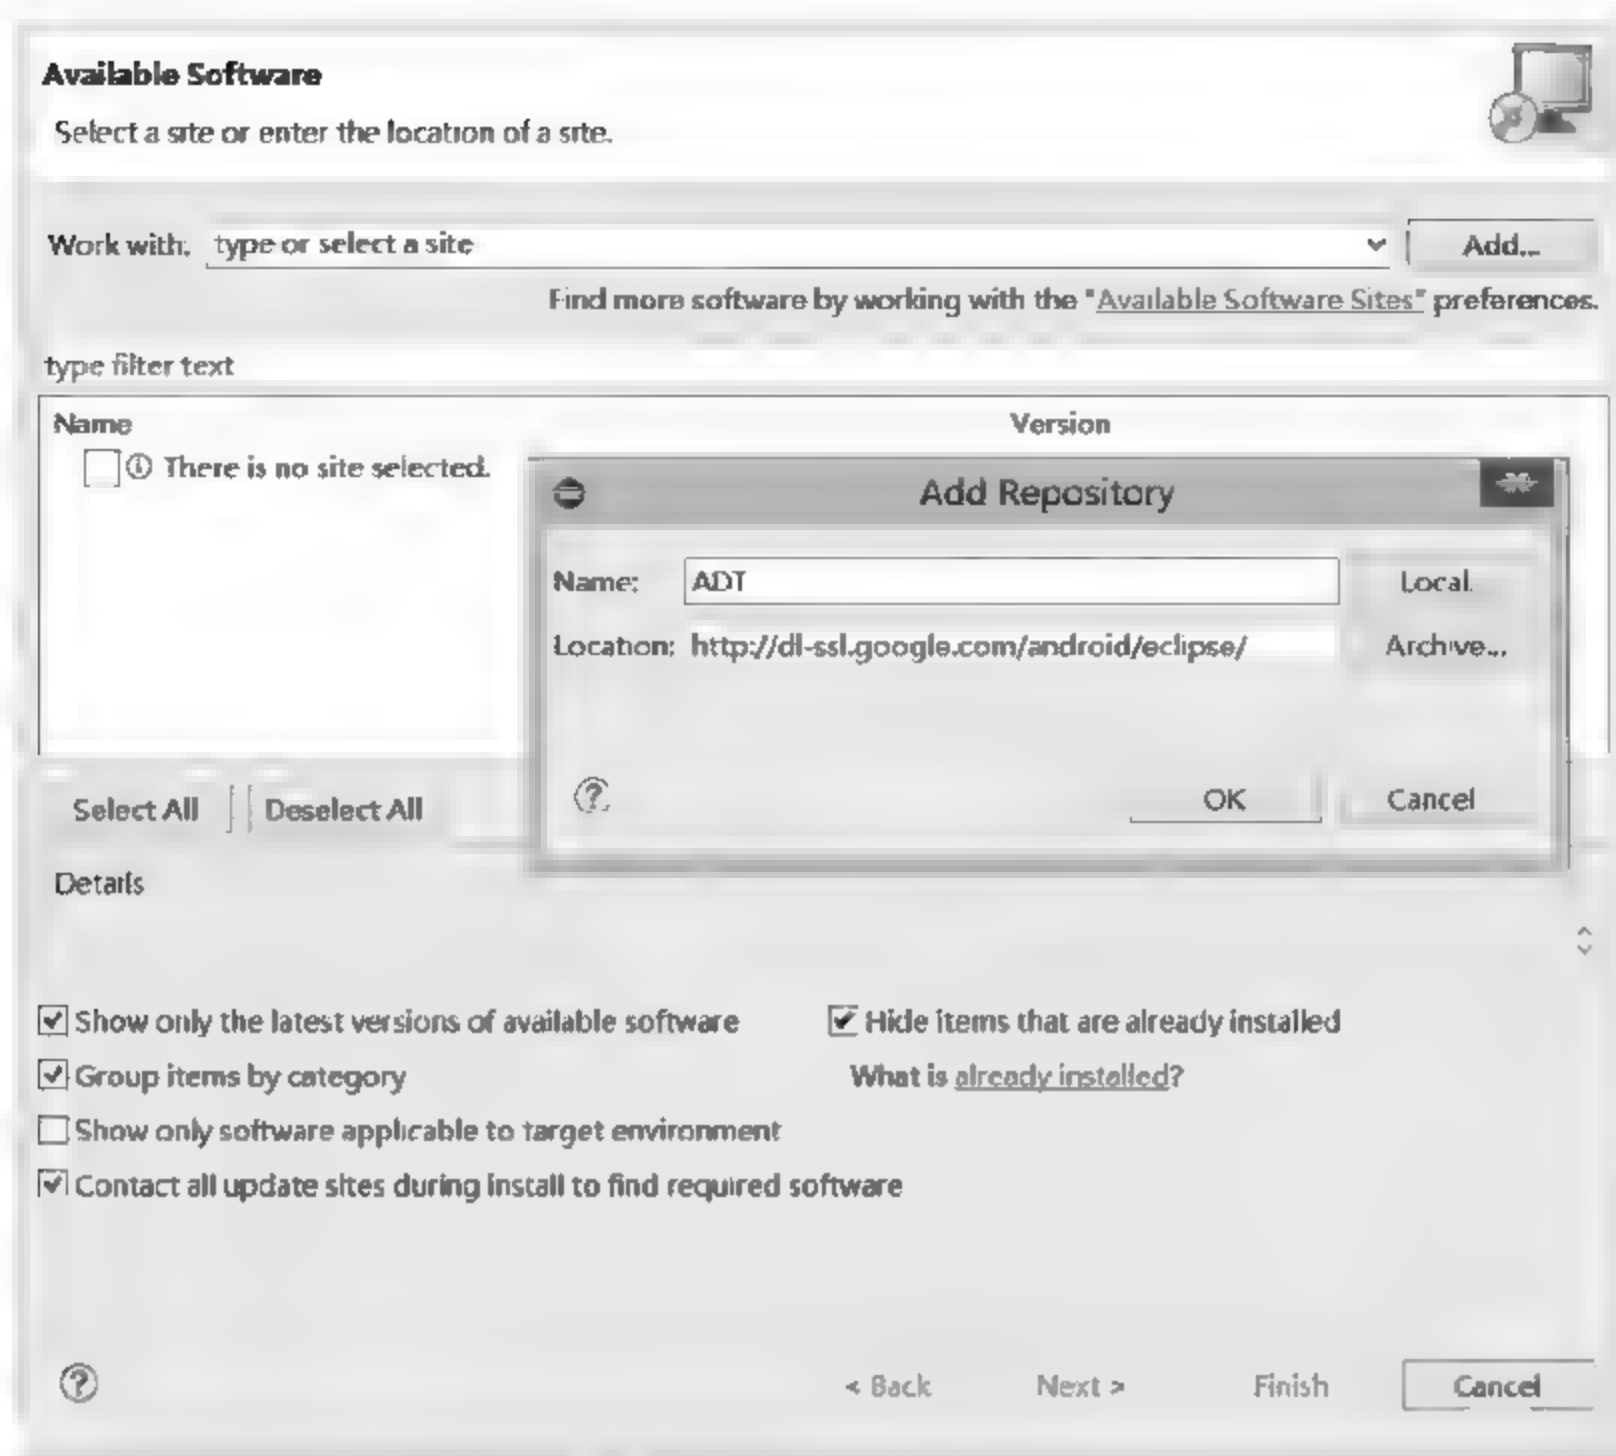 Available Software
Select a site or enter the location of a site.
Work with: type or select a site Add...
Find more software by working with the "Available Software Sites" preferences.
type filter text
Name Version
There is no site selected.
Add Repository
Name: ADT Local.
Location: http://dl-ssl.google.com/android/eclipse/ Archive...
OK Cancel
Select All Deselect All
Details
Show only the latest versions of available software Hide items that are already installed
Group items by category What is already installed?
Show only software applicable to target environment
Contact all update sites during install to find required software
< Back Next > Finish Cancel